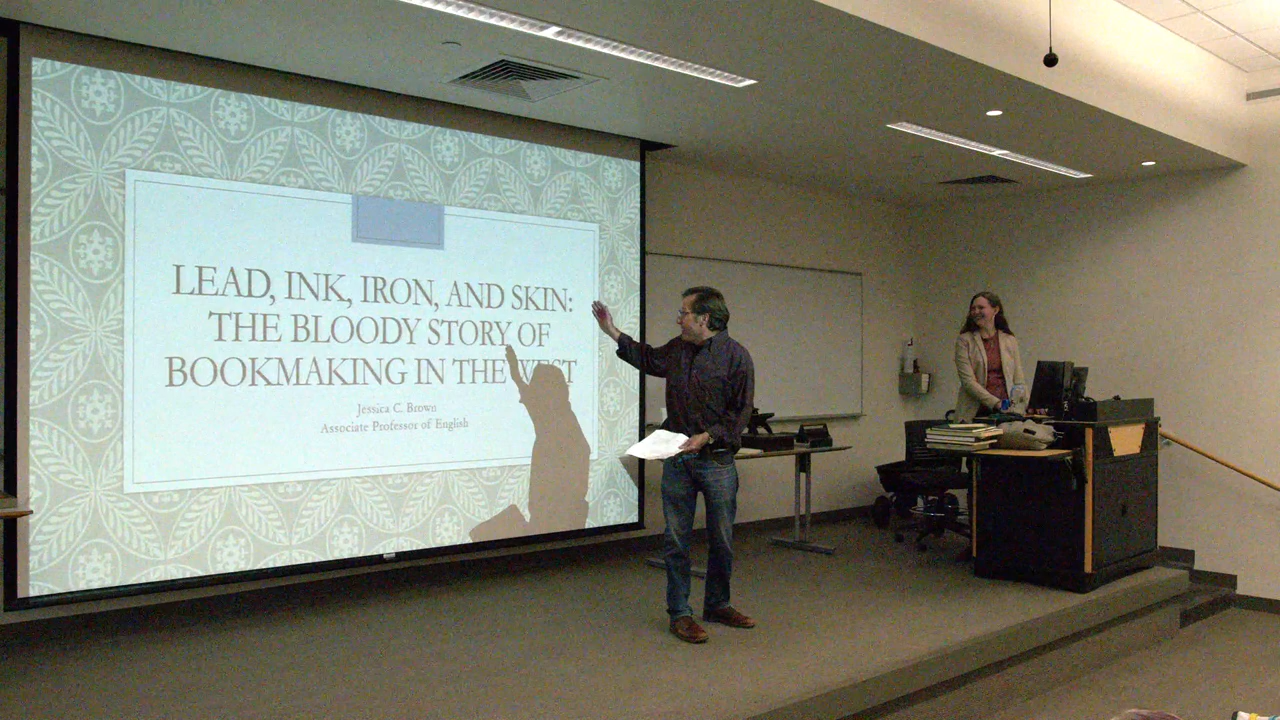 LEAD, INK, IRON, AND SKIN:
THE BLOODY STORY OF
BOOKMAKING IN THE WEST
Jessica C. Brown
Associate Professor of English